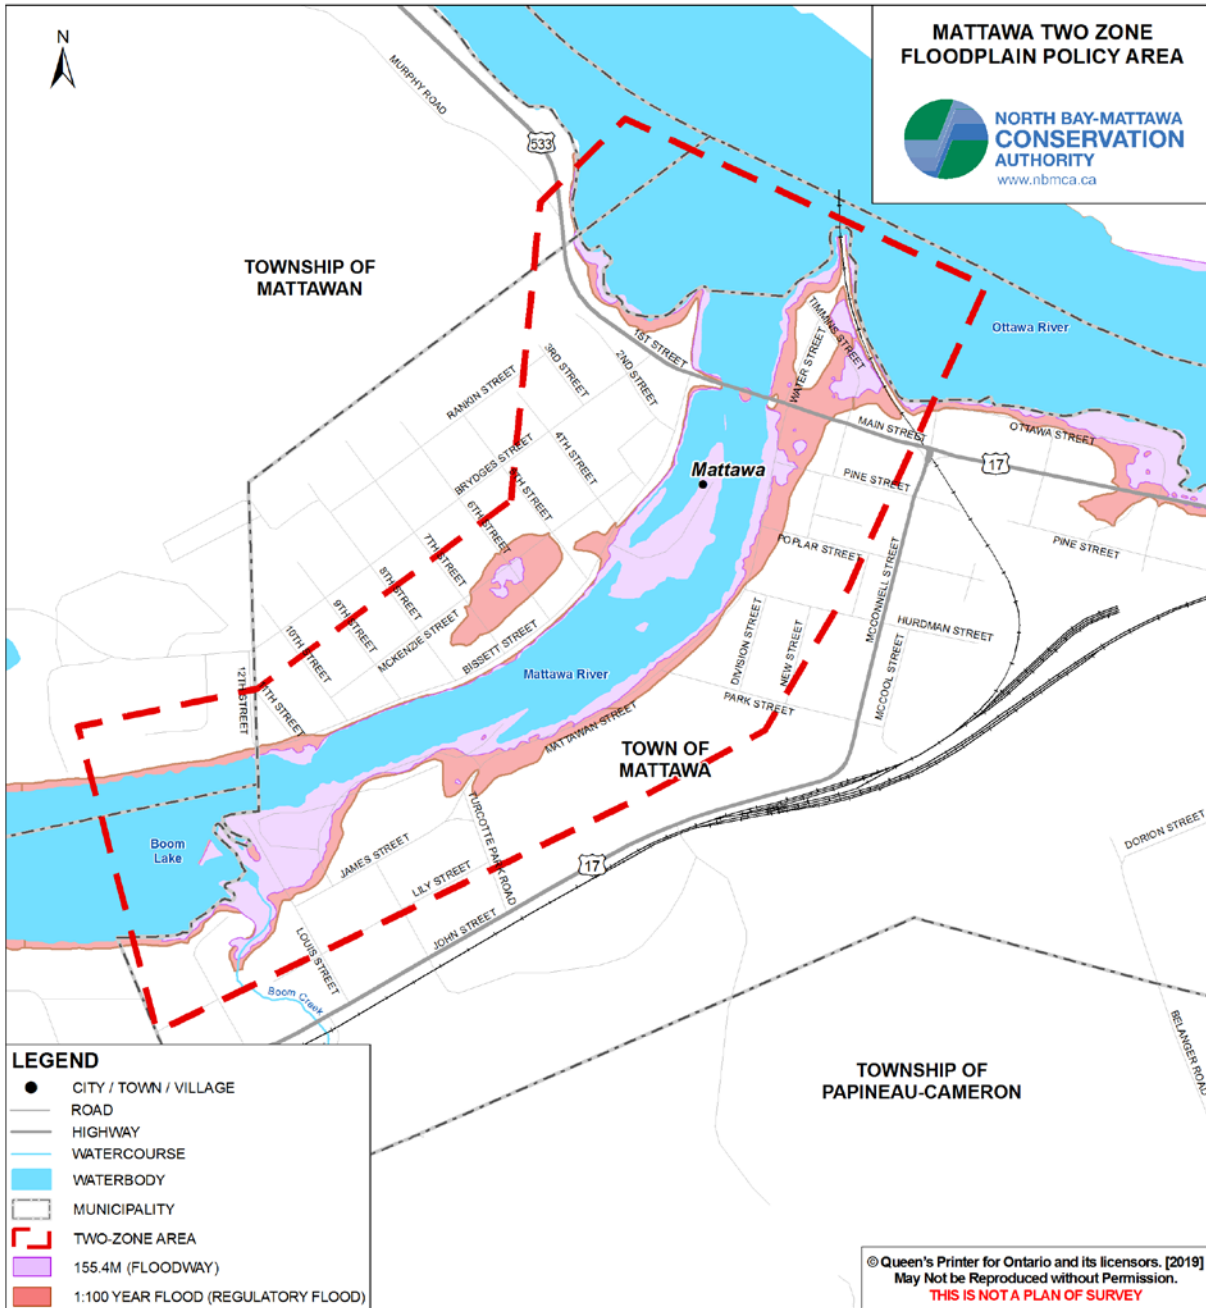 MATTAWA TWO ZONE
FLOODPLAIN POLICY AREA
NORTH BAY-MATTAWA
CONSERVATION
AUTHORITY
www.nbmca.ca
N
MURPHY ROAD
533
TOWNSHIP OF
MATTAWAN
Ottawa River
1ST STREET
2ND STREET
3RD STREET
RANKIN STREET
TIMMINS STREET
WATER STREET
MAIN STREET
OTTAWA STREET
17
4TH STREET
BRYDGES STREET
5TH STREET
6TH STREET
Mattawa
PINE STREET
PINE STREET
7TH STREET
8TH STREET
9TH STREET
10TH STREET
11TH STREET
12TH STREET
MCKENZIE STREET
BISSETT STREET
POPLAR STREET
MCCONNELL STREET
HURDMAN STREET
DIVISION STREET
NEW STREET
MCCOOL STREET
PARK STREET
Mattawa River
MATTAWAN STREET
TOWN OF
MATTAWA
Boom
Lake
TURCOTTE PARK ROAD
JAMES STREET
LILY STREET
17
JOHN STREET
LOUIS STREET
Boom Creek
DORION STREET
BELANGER ROAD
TOWNSHIP OF
PAPINEAU-CAMERON
LEGEND
CITY / TOWN / VILLAGE
ROAD
HIGHWAY
WATERCOURSE
WATERBODY
MUNICIPALITY
TWO-ZONE AREA
155.4M (FLOODWAY)
1:100 YEAR FLOOD (REGULATORY FLOOD)
© Queen's Printer for Ontario and its licensors. [2019]
May Not be Reproduced without Permission.
THIS IS NOT A PLAN OF SURVEY